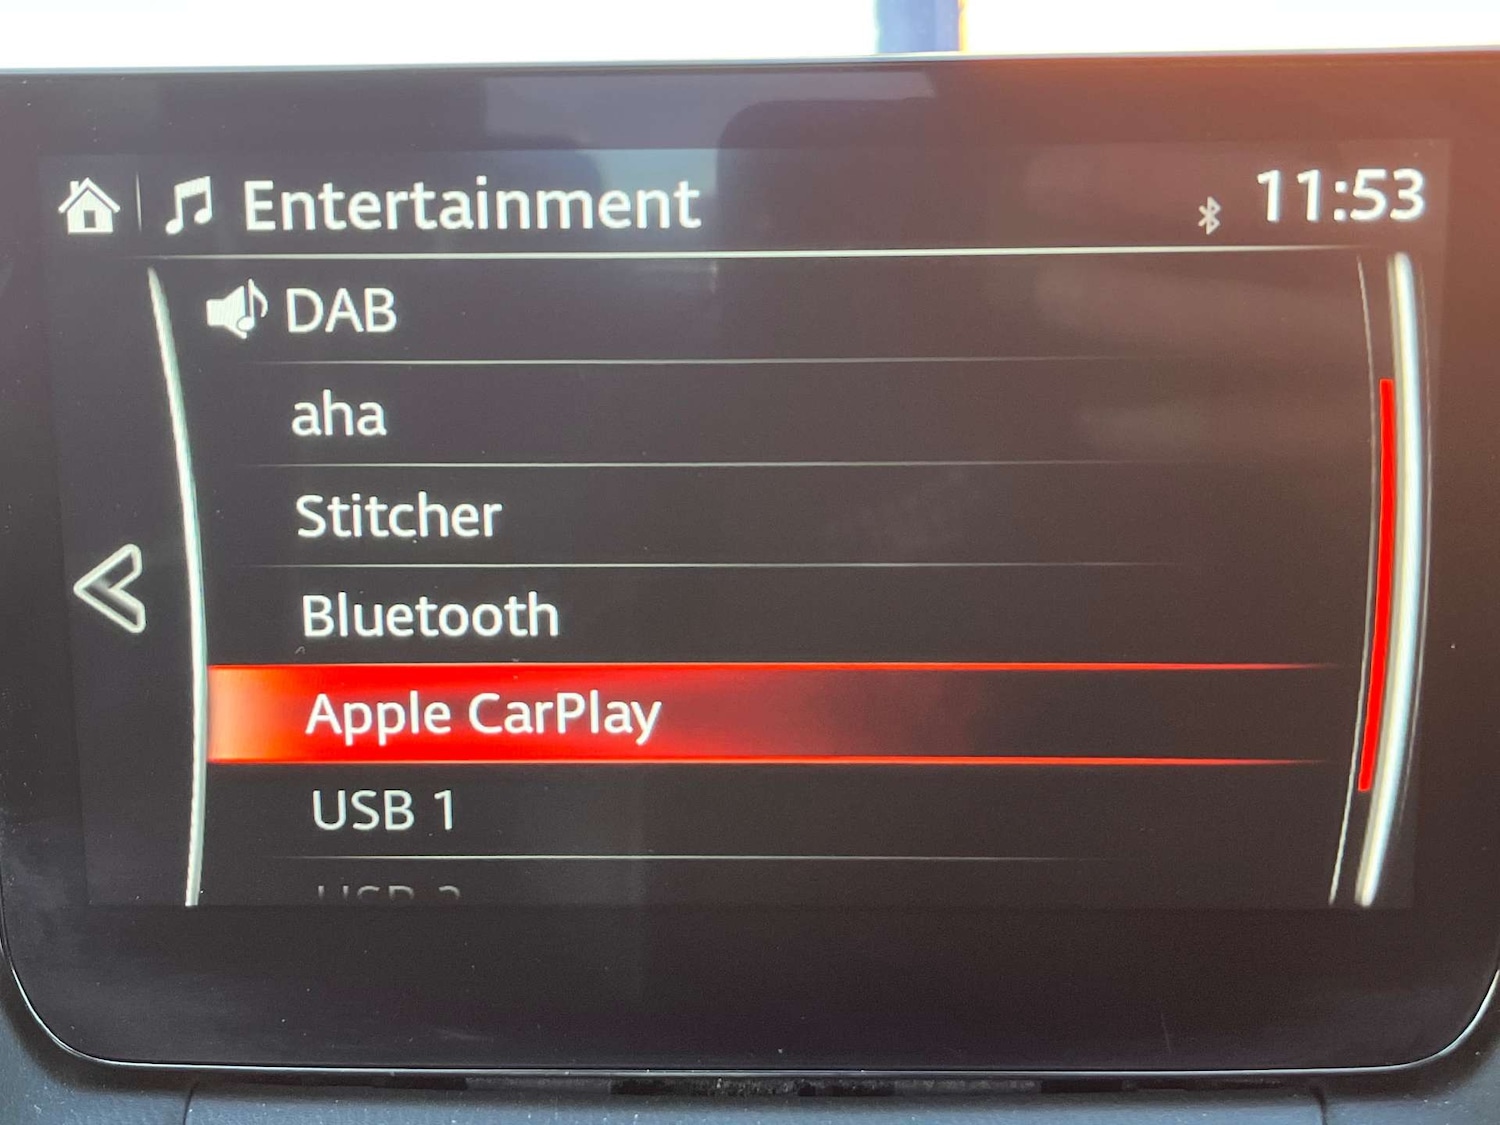 Entertainment
11:53
DAB
aha
Stitcher
Bluetooth
Apple CarPlay
USB 1